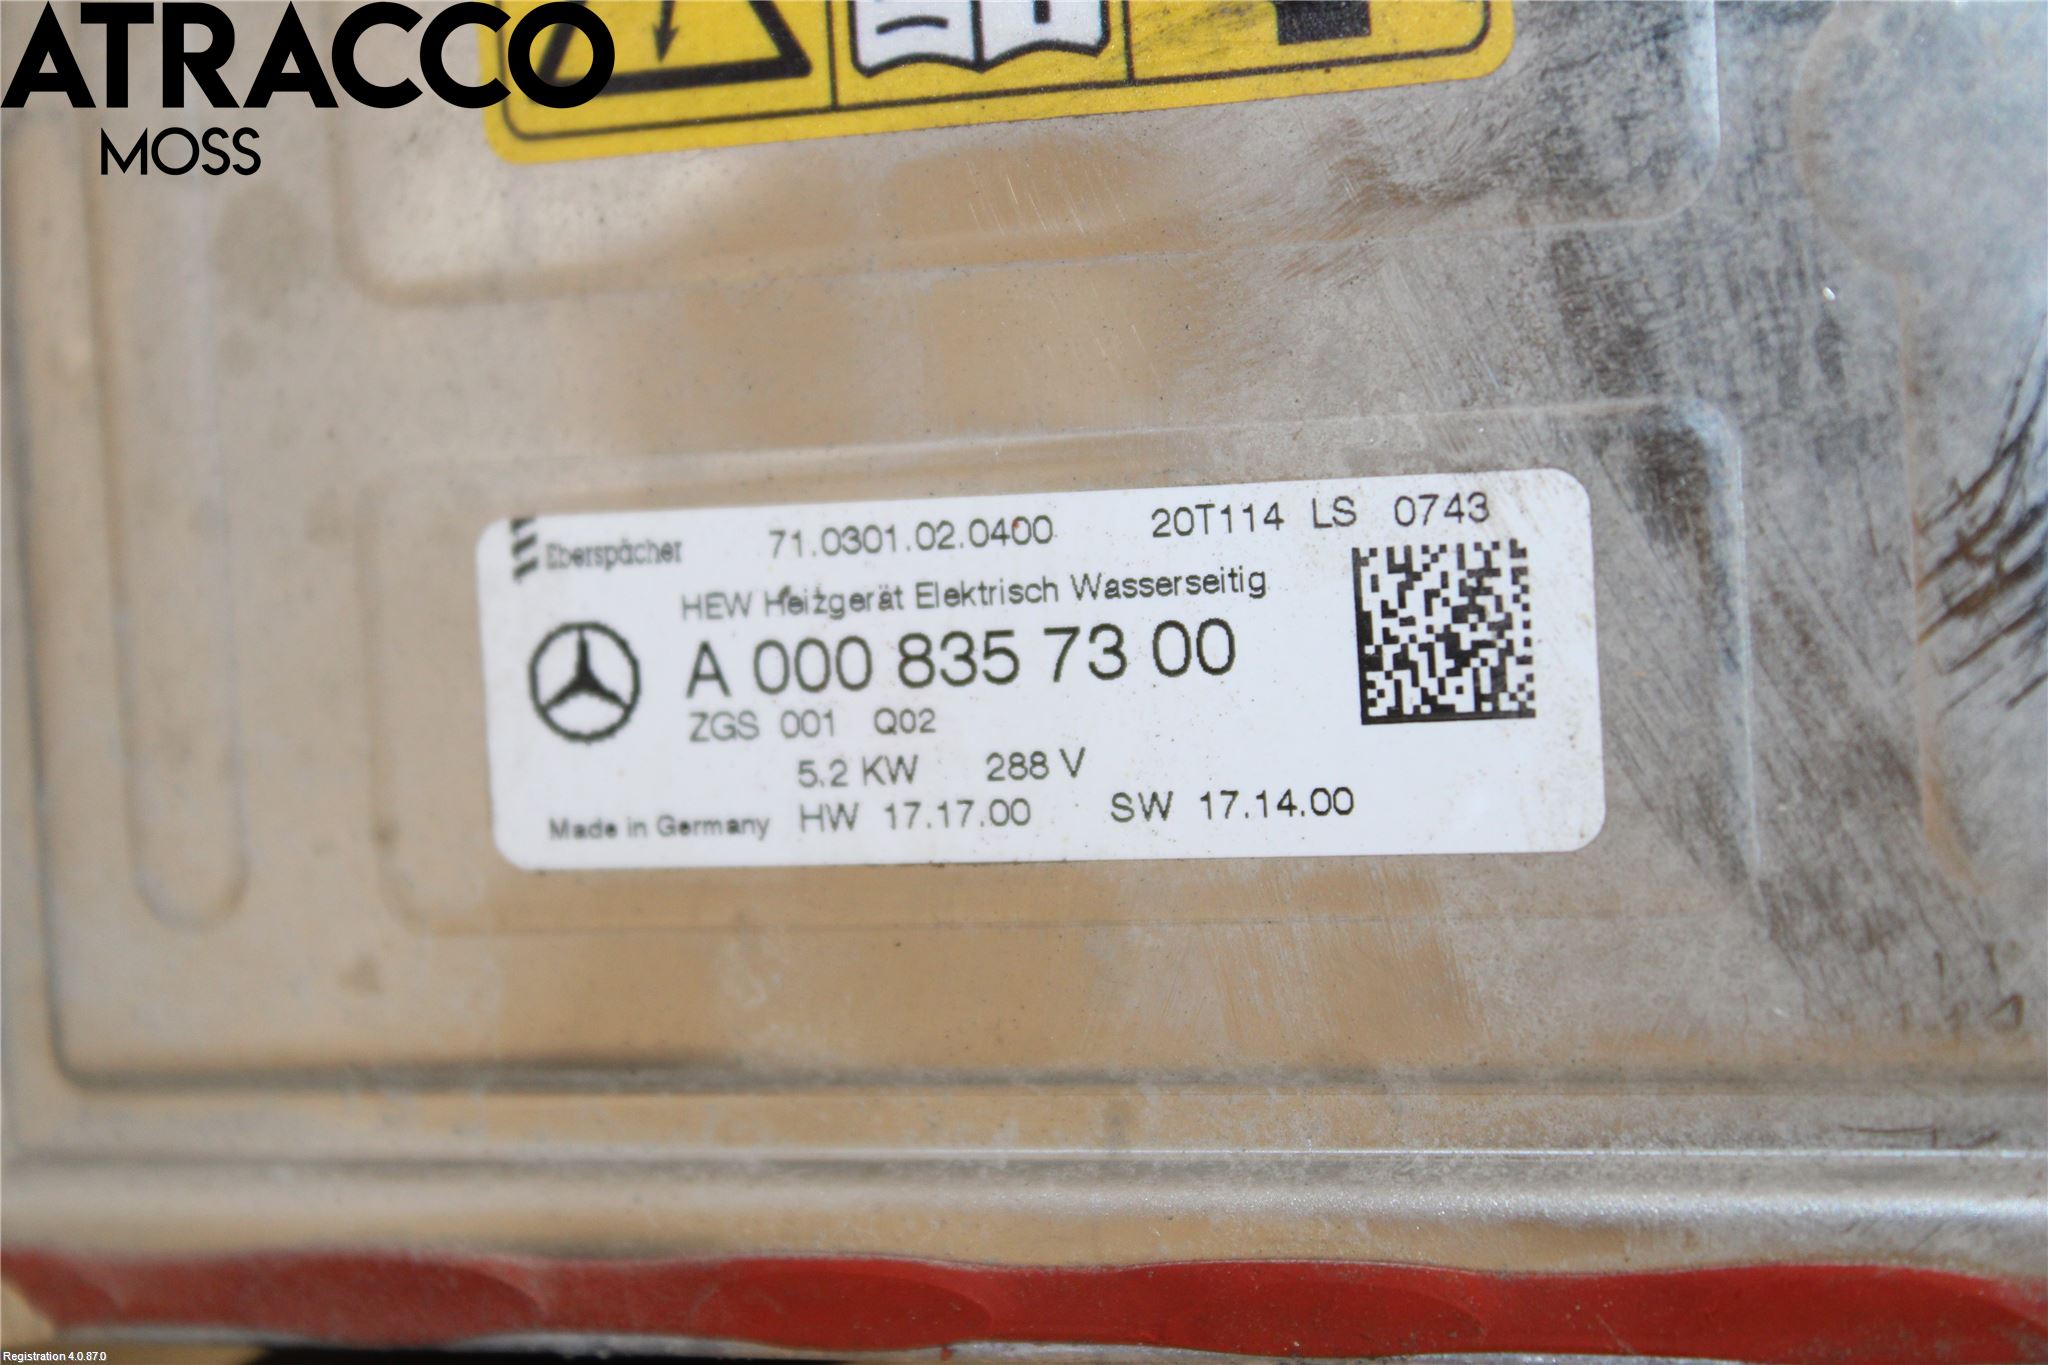 ATRACCO
MOSS
Eberspächer 71.0301.02.0400 20T114 LS 0743
HEW Heizgerät Elektrisch Wasserseitig
A 000 835 73 00
ZGS 001 Q02
5.2 KW 288 V
Made in Germany HW 17.17.00 SW 17.14.00
Registration 4.0.87.0